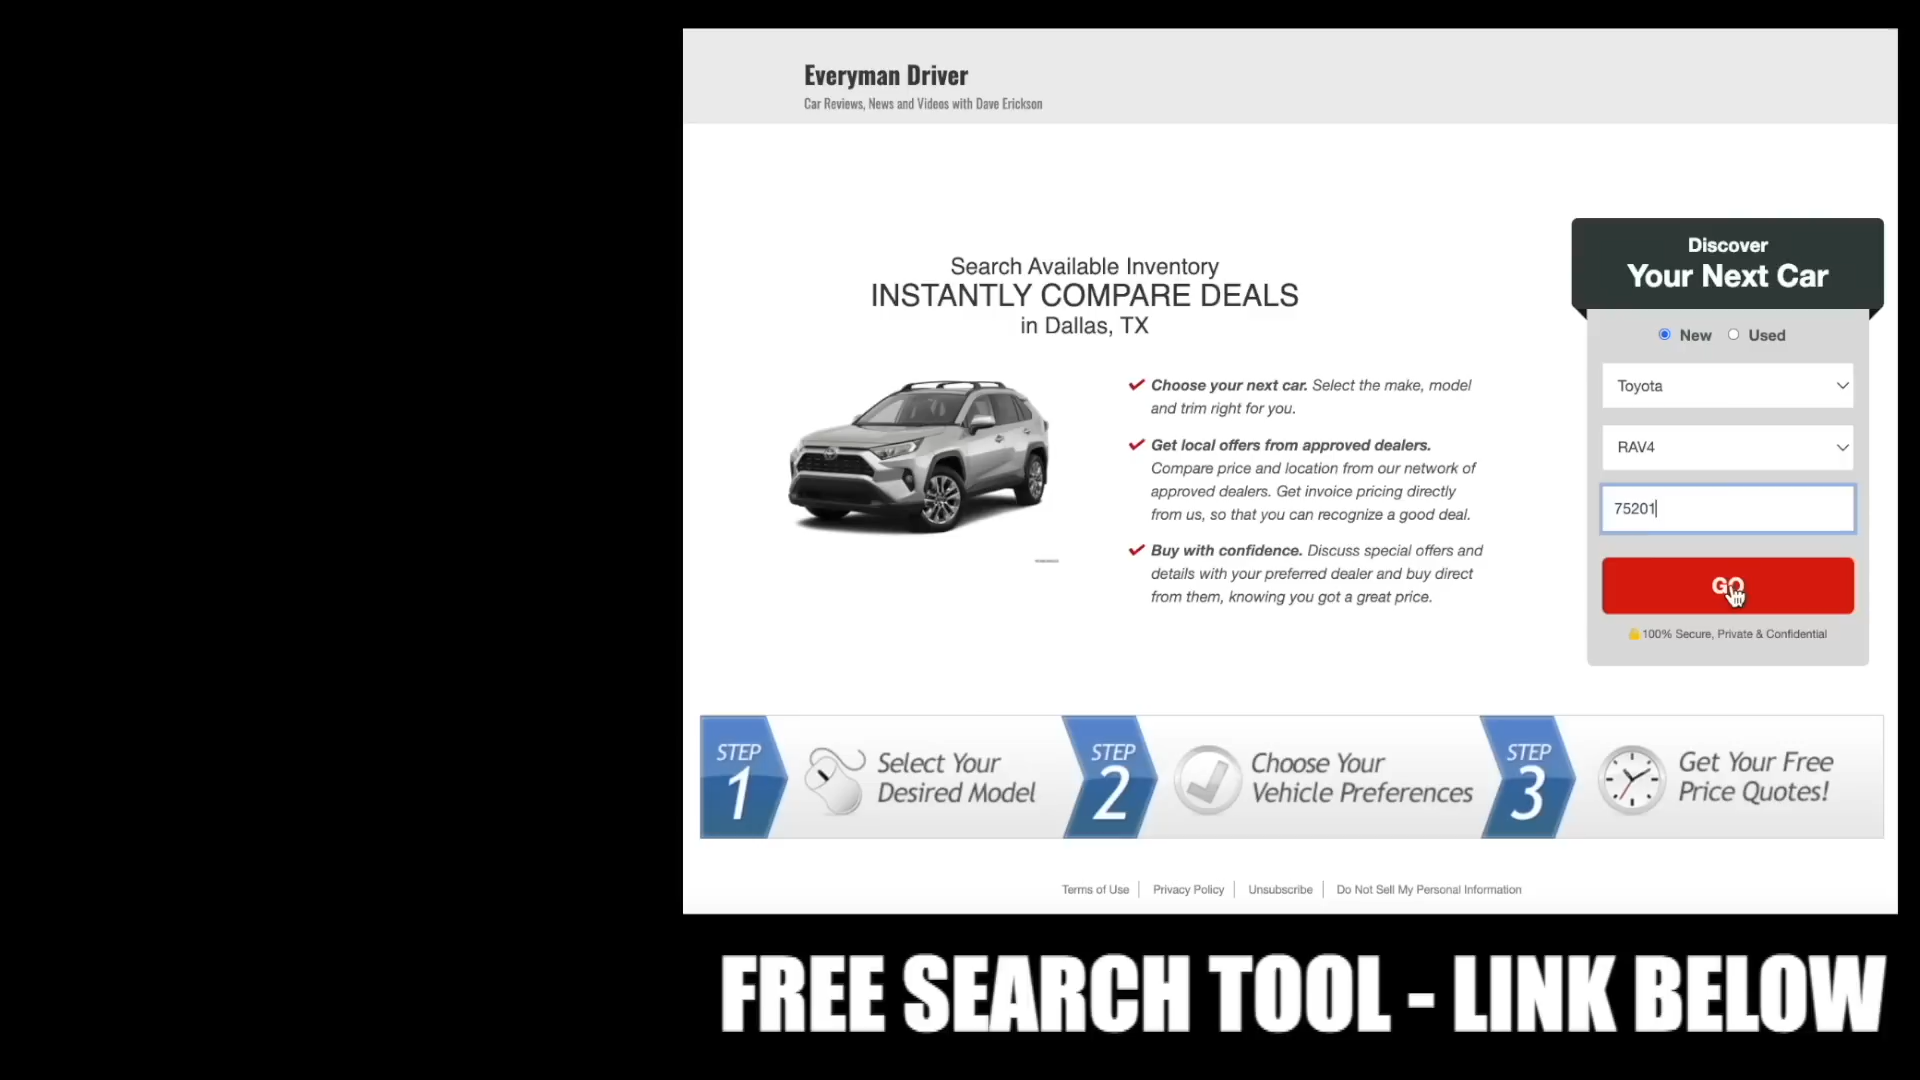 Everyman Driver
Car Reviews, News and Videos with Dave Erickson
Search Available Inventory
INSTANTLY COMPARE DEALS
in Dallas, TX
Choose your next car. Select the make, model
and trim right for you.
Get local offers from approved dealers.
Compare price and location from our network of
approved dealers. Get invoice pricing directly
from us, so that you can recognize a good deal.
Buy with confidence. Discuss special offers and
details with your preferred dealer and buy direct
from them, knowing you got a great price.
Discover
Your Next Car
New Used
Toyota
RAV4
75201
GO
100% Secure, Private & Confidential
STEP
1
Select Your
Desired Model
STEP
2
Choose Your
Vehicle Preferences
STEP
3
Get Your Free
Price Quotes!
Terms of Use
Privacy Policy
Unsubscribe
Do Not Sell My Personal Information
FREE SEARCH TOOL - LINK BELOW